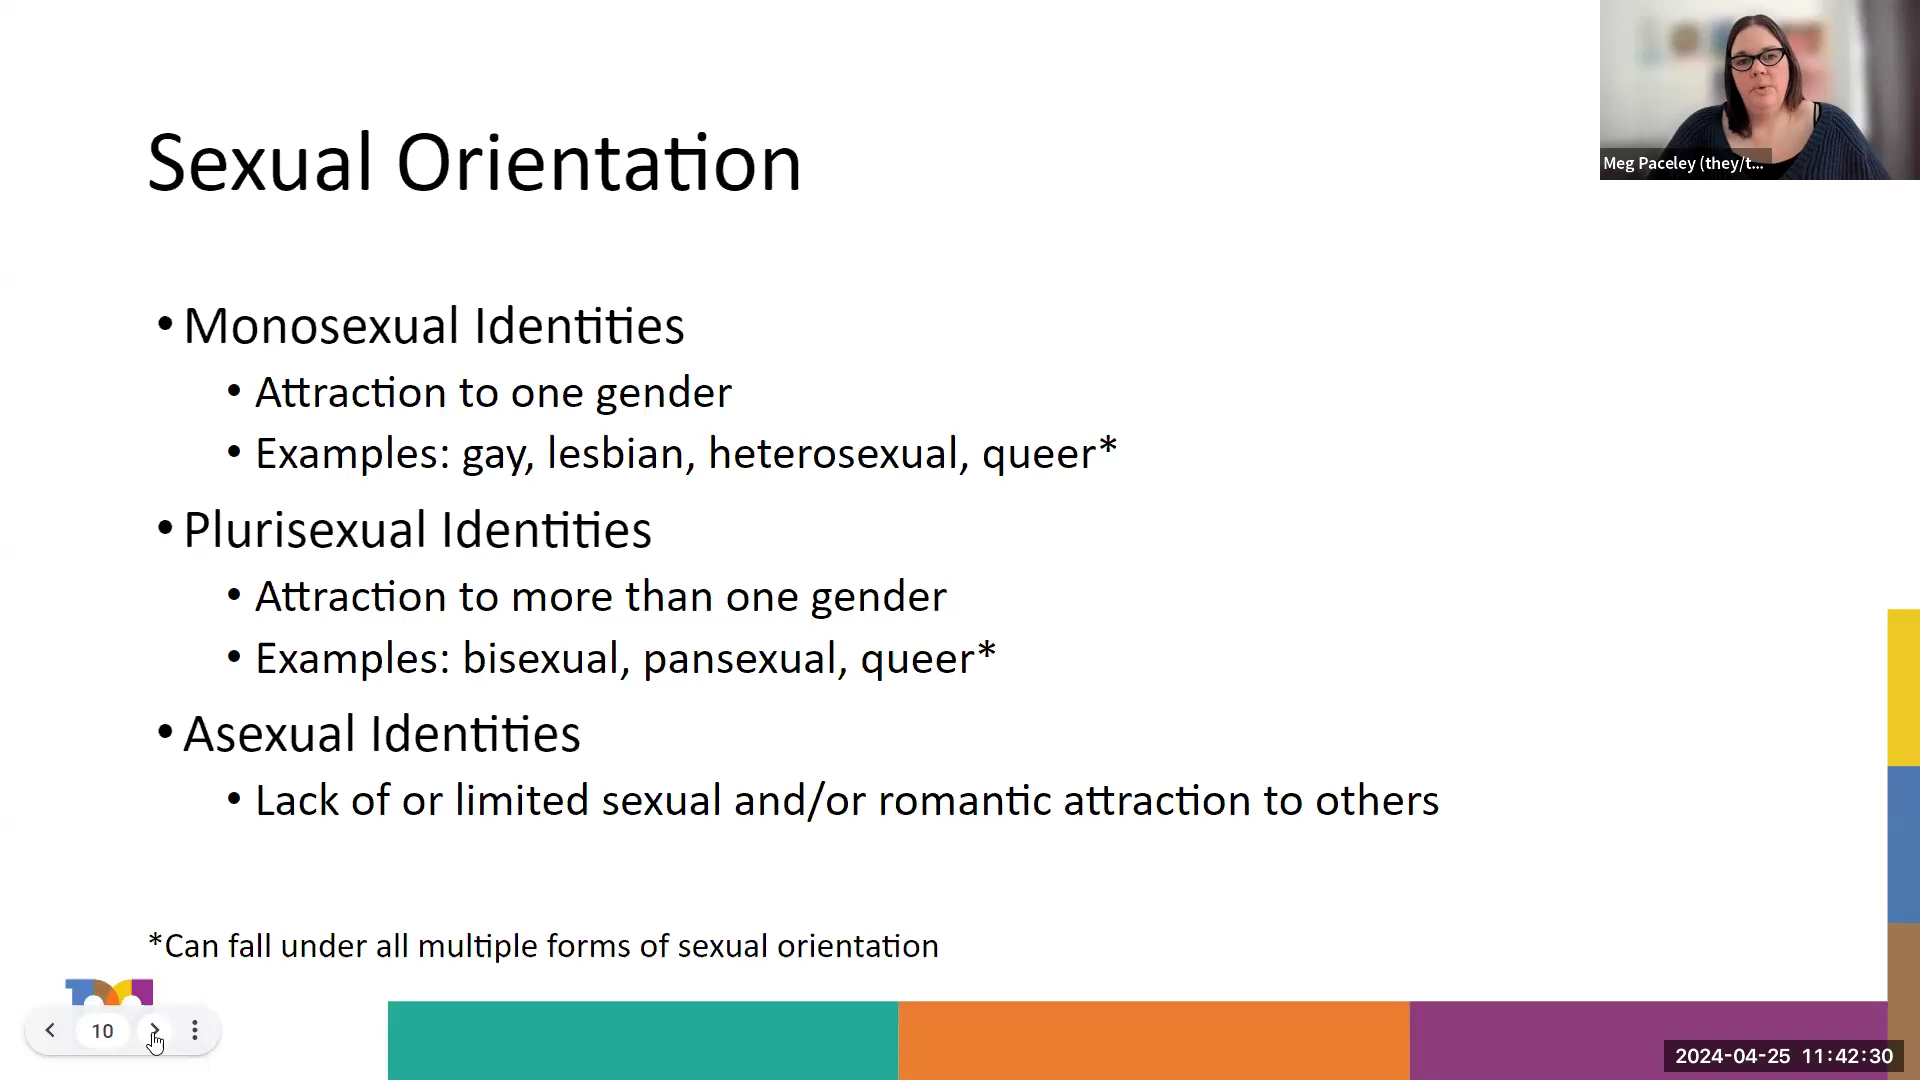 Sexual Orientation
Meg Paceley (they/t...
•Monosexual Identities
• Attraction to one gender
• Examples: gay, lesbian, heterosexual, queer*
•Plurisexual Identities
• Attraction to more than one gender
• Examples: bisexual, pansexual, queer*
•Asexual Identities
• Lack of or limited sexual and/or romantic attraction to others
*Can fall under all multiple forms of sexual orientation
10
2024-04-25 11:42:30